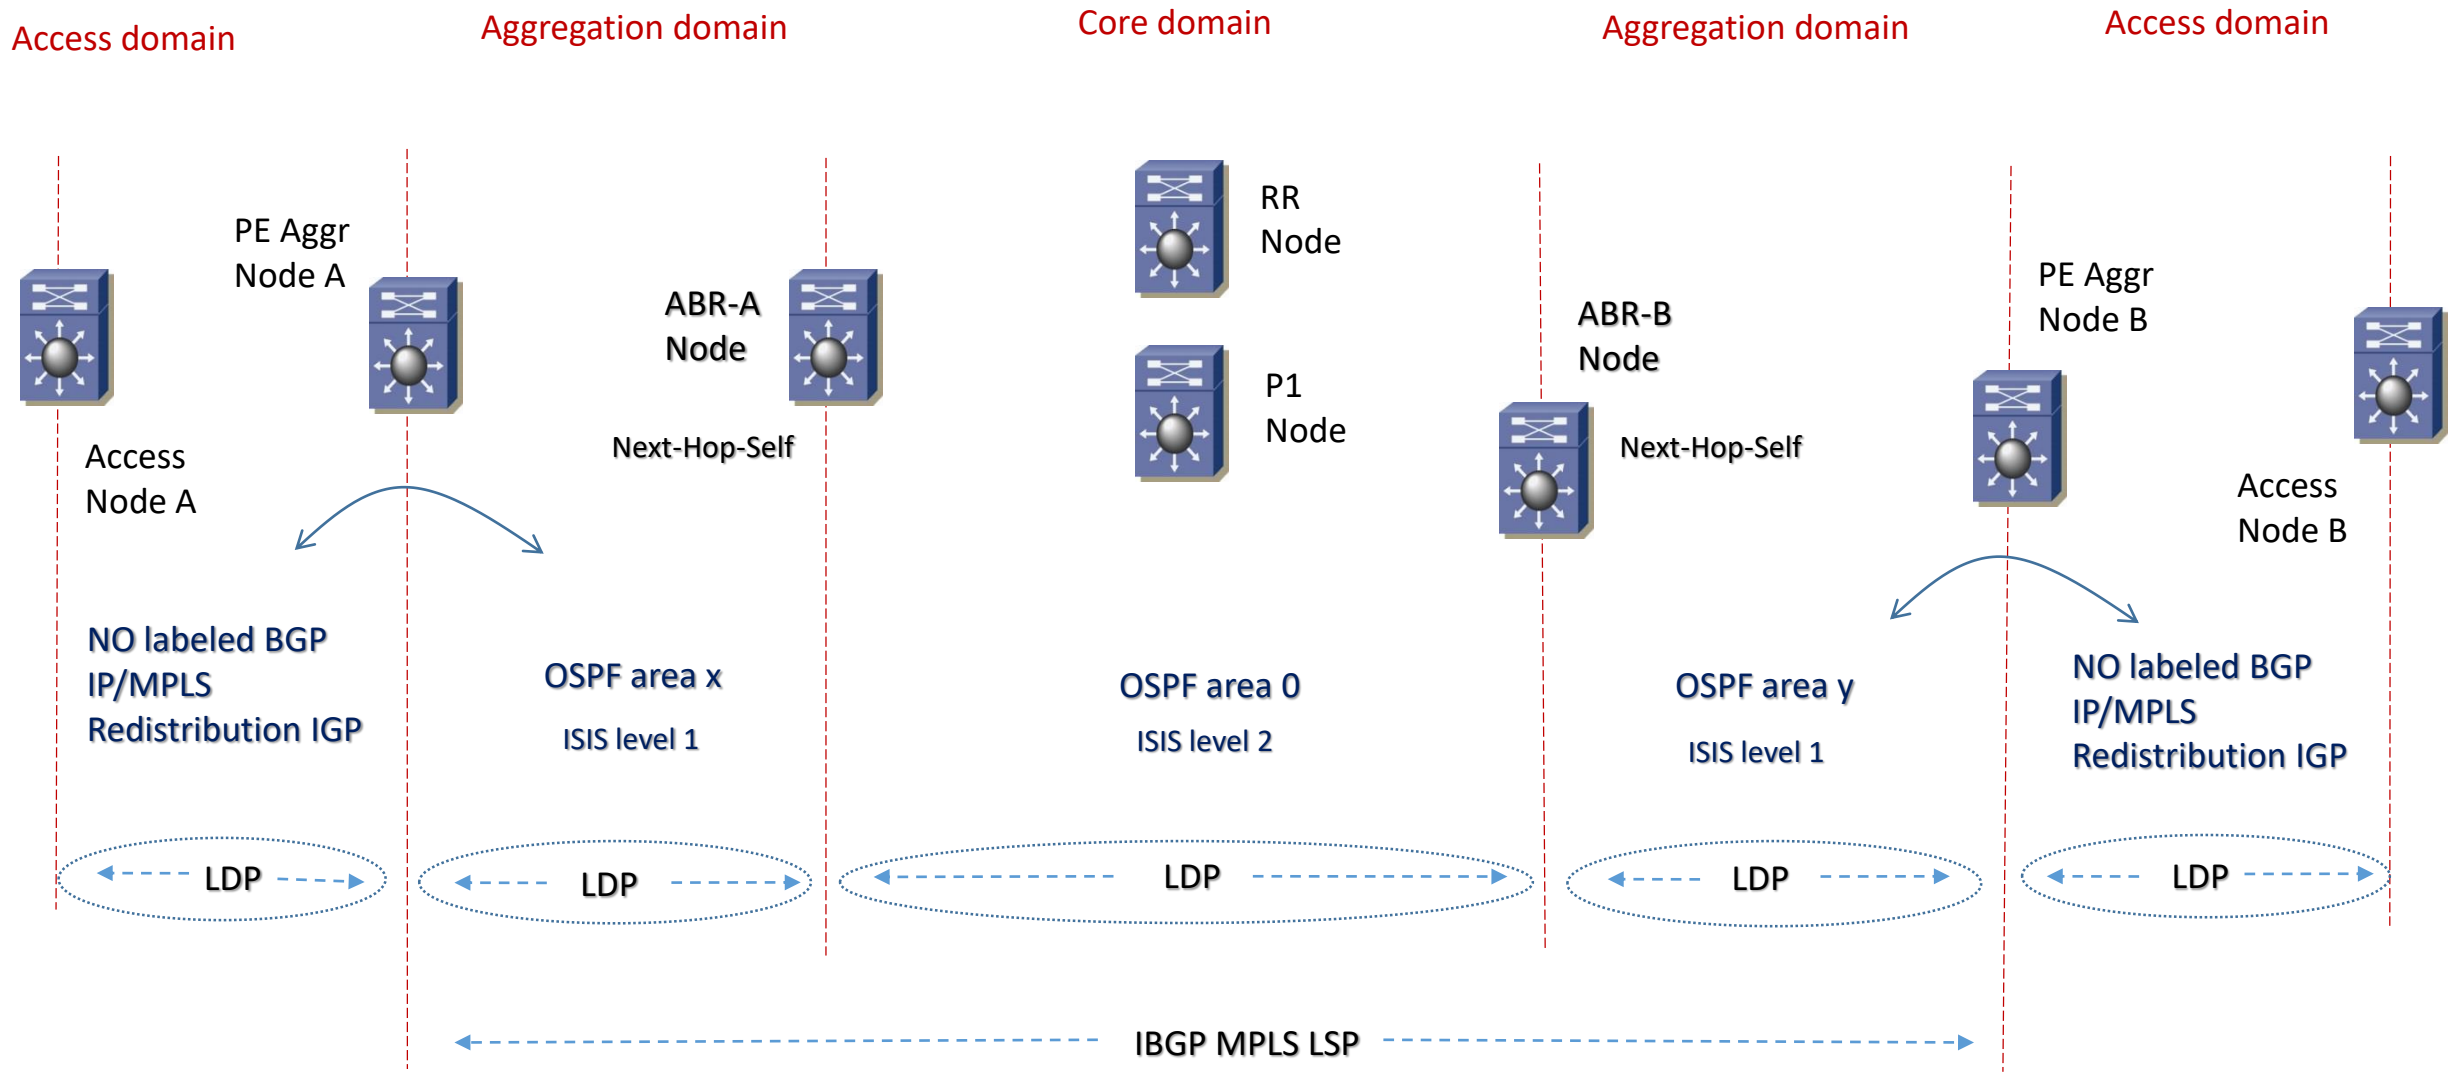 Access domain
Aggregation domain
Core domain
Aggregation domain
Access domain
PE Aggr
Node A
ABR-A
Node
RR
Node
P1
Node
ABR-B
Node
PE Aggr
Node B
Access
Node A
Next-Hop-Self
Next-Hop-Self
Access
Node B
NO labeled BGP
IP/MPLS
Redistribution IGP
OSPF area x
ISIS level 1
OSPF area 0
ISIS level 2
OSPF area y
ISIS level 1
NO labeled BGP
IP/MPLS
Redistribution IGP
LDP
LDP
LDP
LDP
LDP
IBGP MPLS LSP